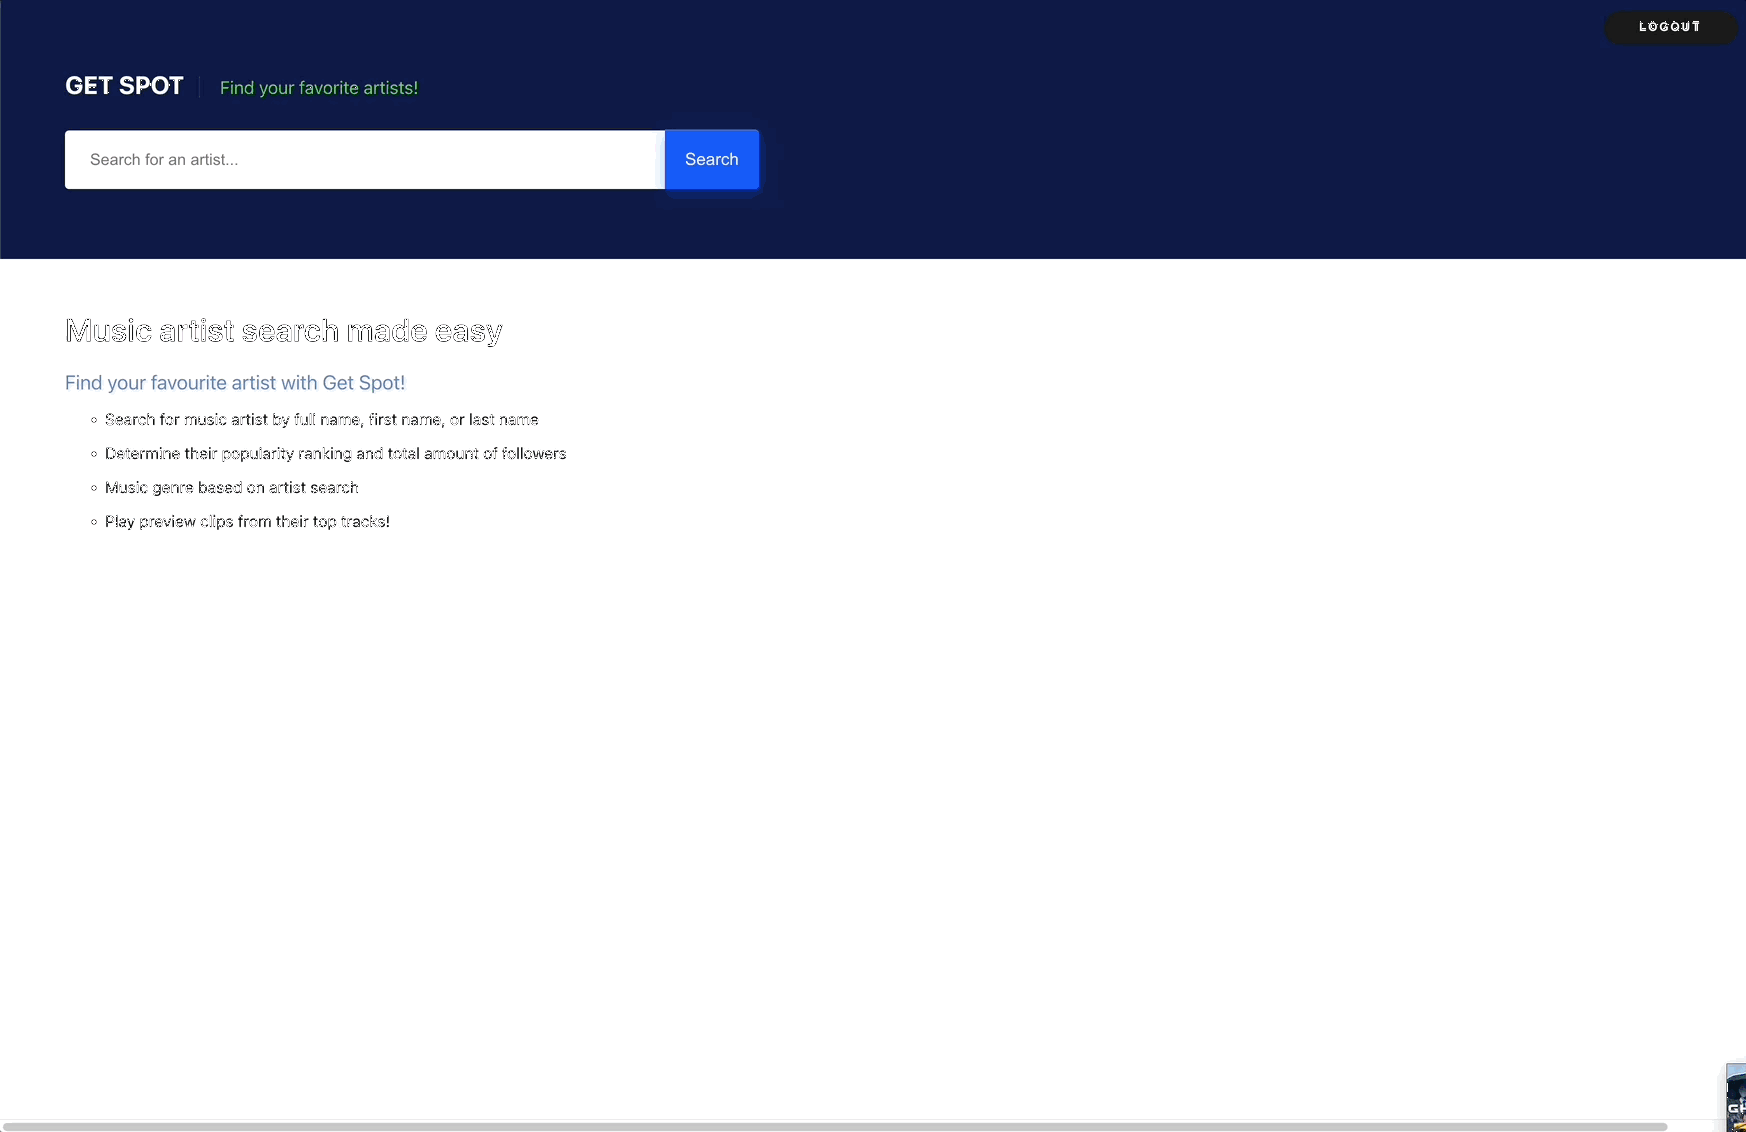 LOGOUT
GET SPOT
Find your favorite artists!
Search for an artist...
Search
Music artist search made easy
Find your favourite artist with Get Spot!
Search for music artist by full name, first name, or last name
Determine their popularity ranking and total amount of followers
Music genre based on artist search
Play preview clips from their top tracks!